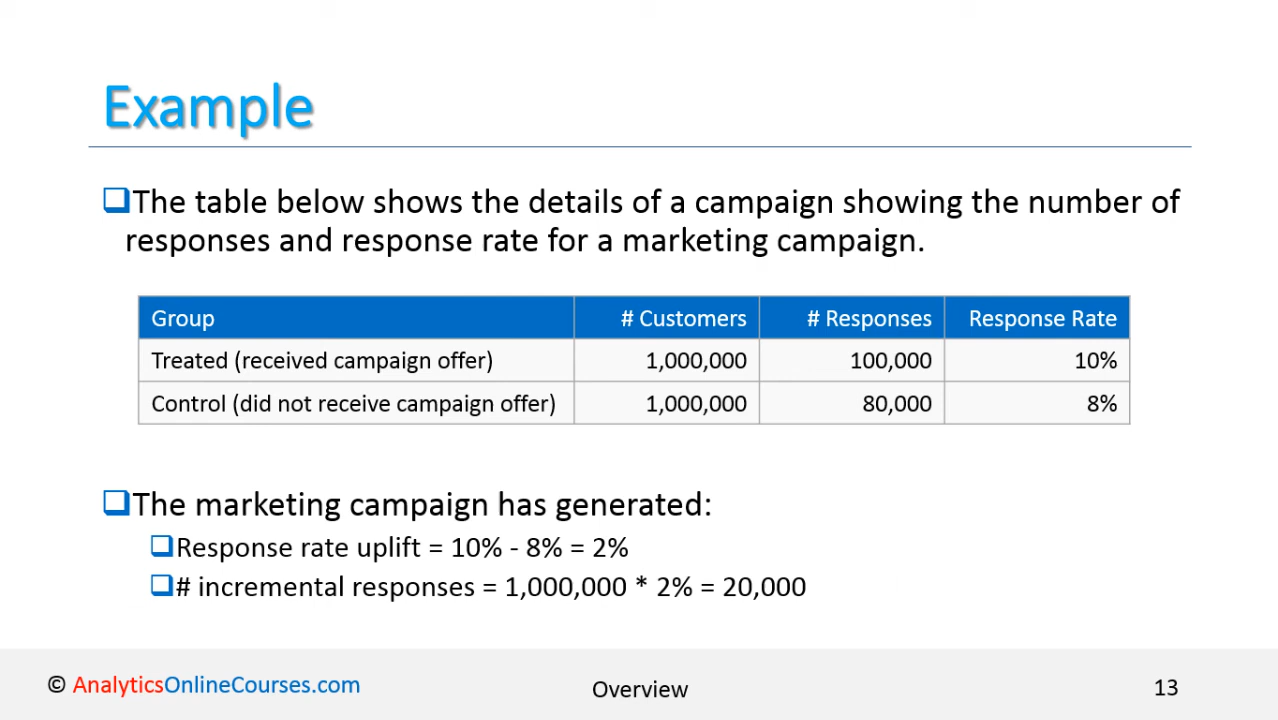 Example
The table below shows the details of a campaign showing the number of
responses and response rate for a marketing campaign.
Group # Customers # Responses Response Rate
Treated (received campaign offer) 1,000,000 100,000 10%
Control (did not receive campaign offer) 1,000,000 80,000 8%
The marketing campaign has generated:
Response rate uplift = 10% - 8% = 2%
# incremental responses = 1,000,000 * 2% = 20,000
© AnalyticsOnlineCourses.com Overview 13